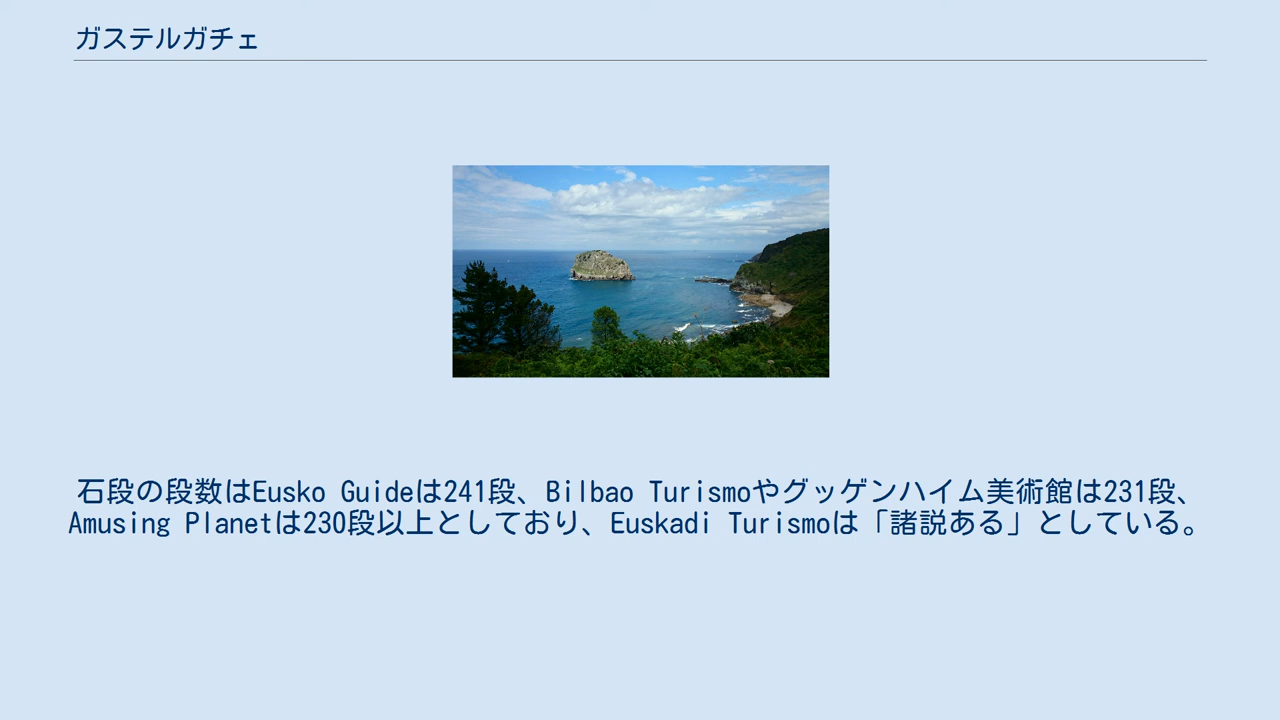 ガステルガチェ
石段の段数はEusko Guideは241段、Bilbao Turismoやグッゲンハイム美術館は231段、
Amusing Planetは230段以上としており、Euskadi Turismoは「諸説ある」としている。